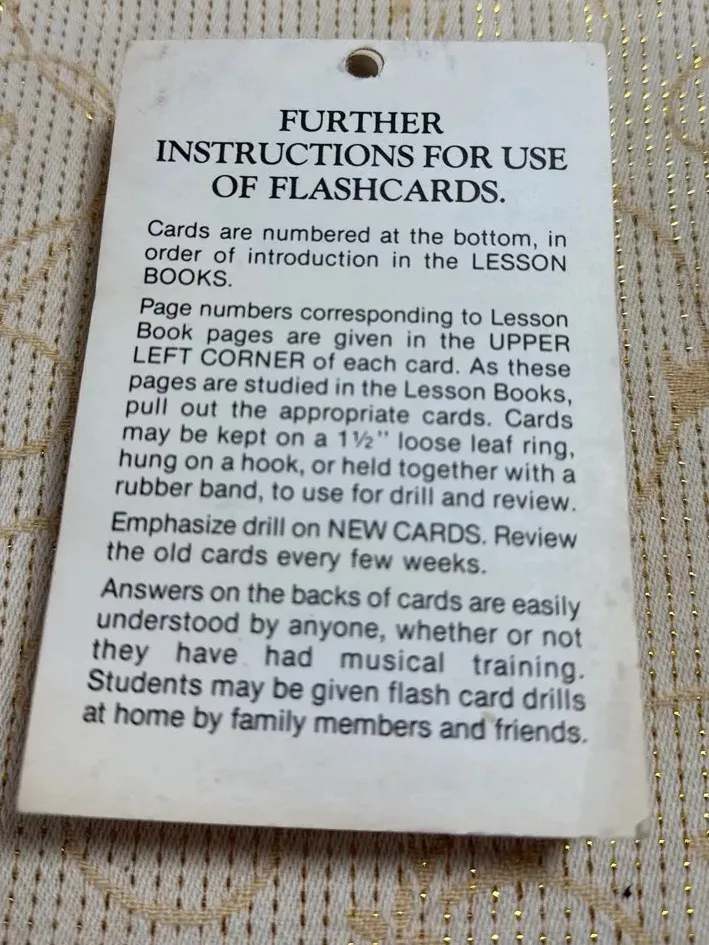 FURTHER
INSTRUCTIONS FOR USE
OF FLASHCARDS.
Cards are numbered at the bottom, in
order of introduction in the LESSON
BOOKS.
Page numbers corresponding to Lesson
Book pages are given in the UPPER
LEFT CORNER of each card. As these
pages are studied in the Lesson Books,
pull out the appropriate cards. Cards
may be kept on a 1½" loose leaf ring,
hung on a hook, or held together with a
rubber band, to use for drill and review.
Emphasize drill on NEW CARDS. Review
the old cards every few weeks.
Answers on the backs of cards are easily
understood by anyone, whether or not
they have had musical training.
Students may be given flash card drills
at home by family members and friends.